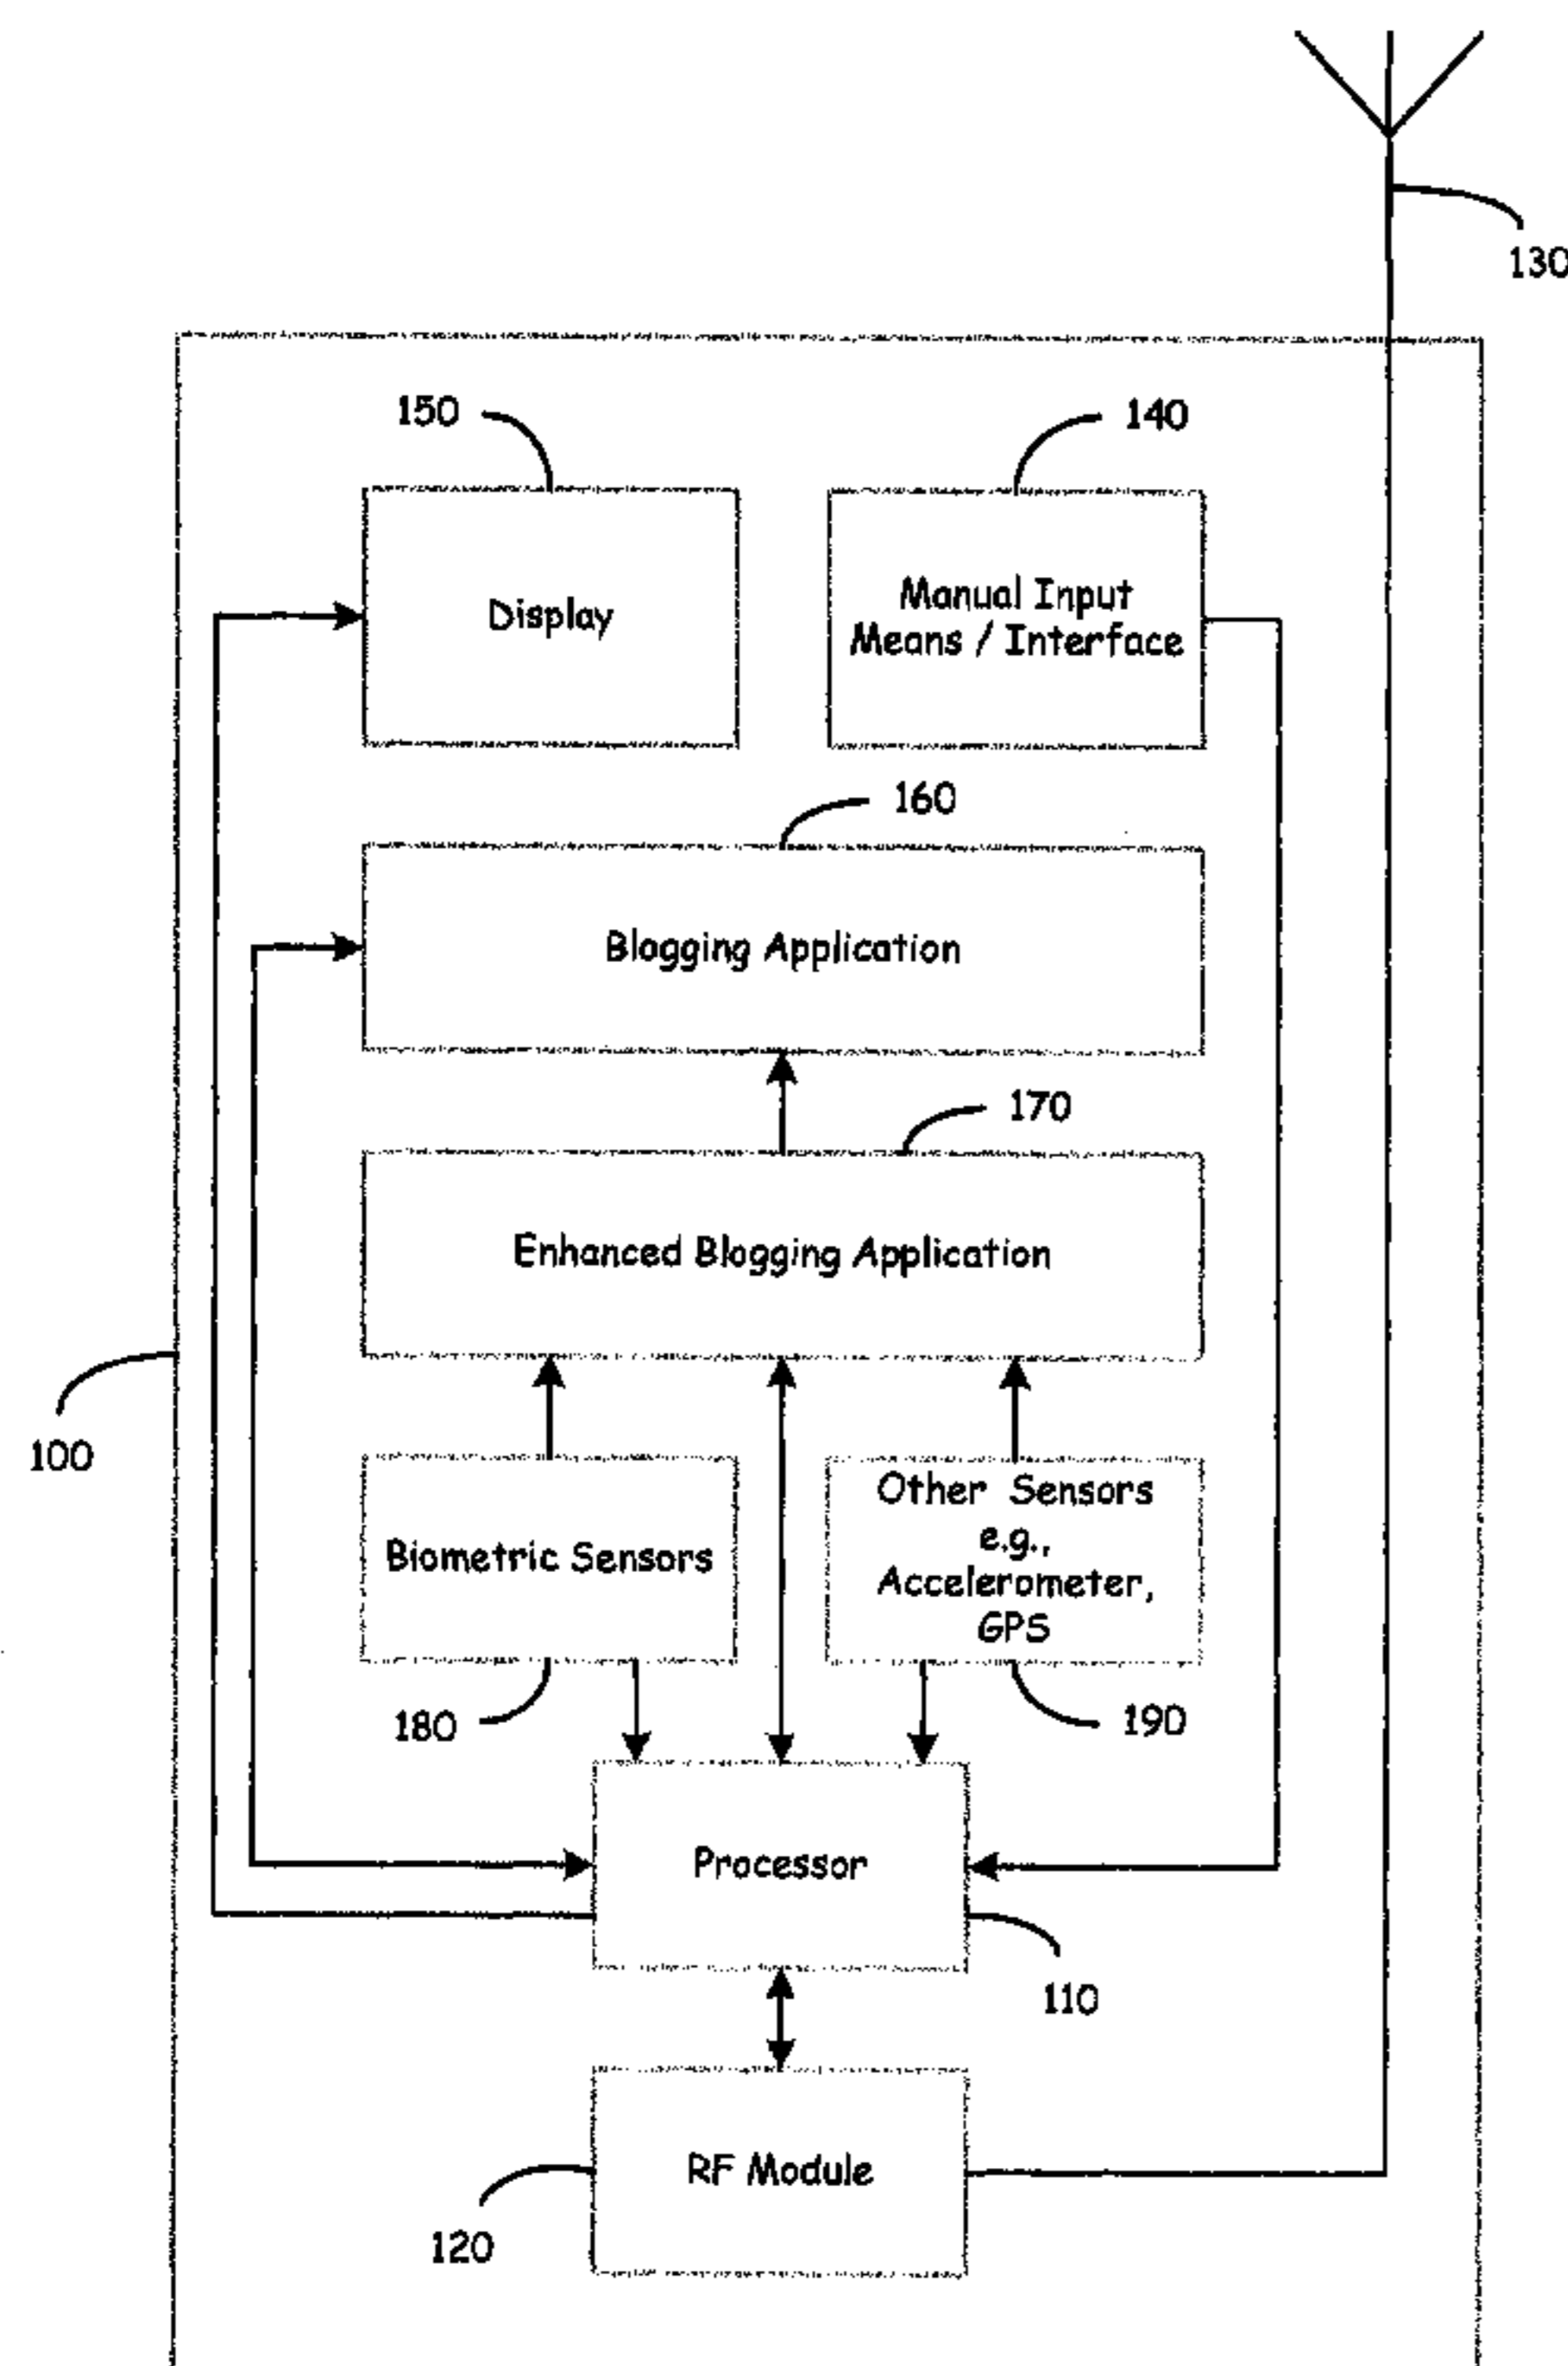 130
150
140
Display
Manual Input
Means / Interface
160
Blogging Application
170
Enhanced Blogging Application
100
Biometric Sensors
Other Sensors
e.g.,
Accelerometer,
GPS
180
190
Processor
110
RF Module
120